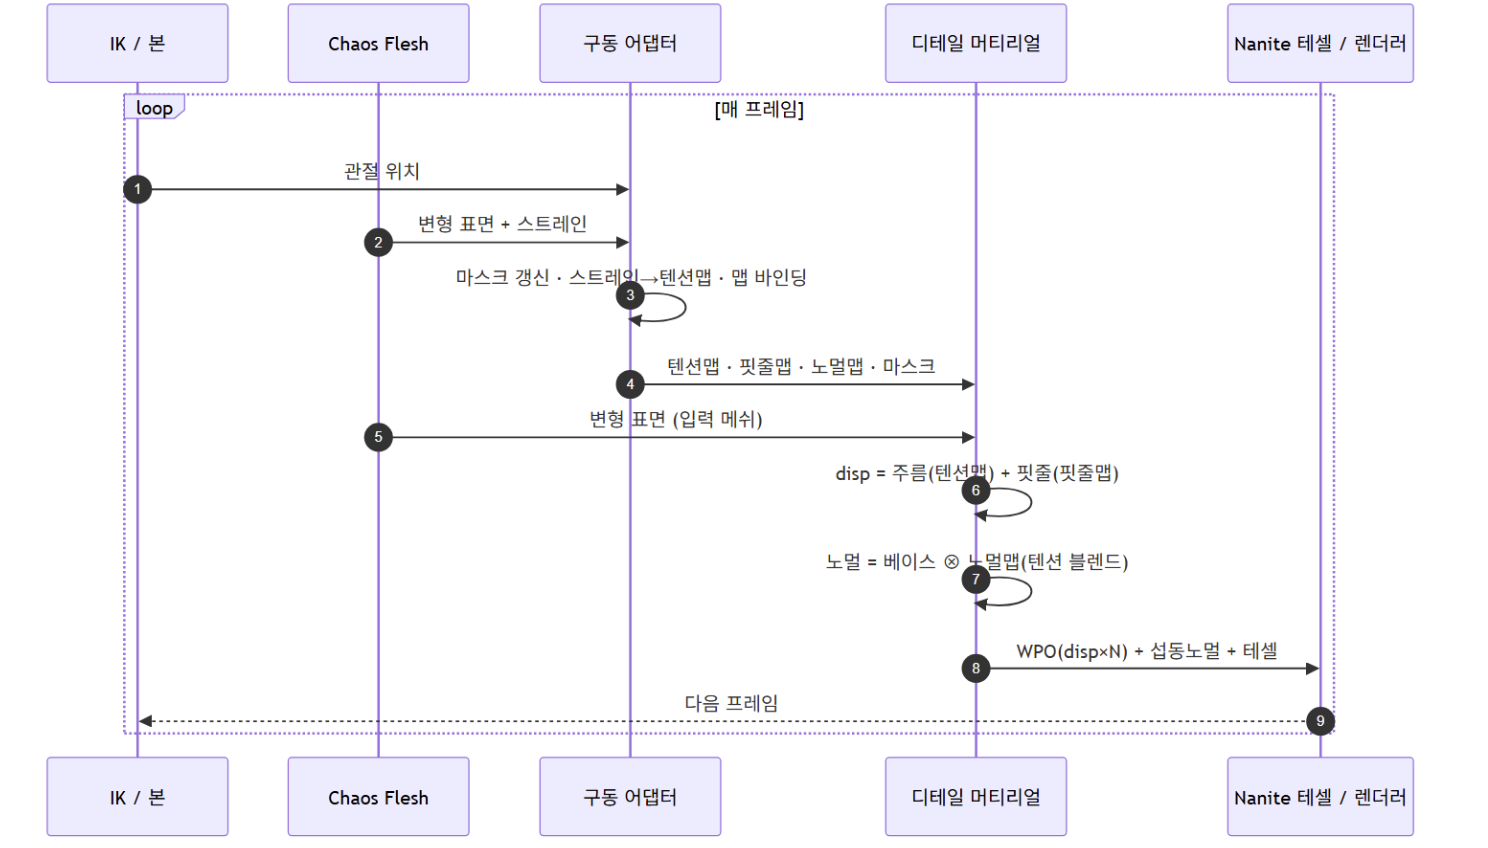 IK / 본
Chaos Flesh
구동 어댑터
디테일 머티리얼
Nanite 테셀 / 렌더러
loop
[매 프레임]
관절 위치
1
변형 표면 + 스트레인
2
마스크 갱신 · 스트레인→텐션맵 · 맵 바인딩
3
텐션맵 · 핏줄맵 · 노멀맵 · 마스크
4
변형 표면 (입력 메쉬)
5
disp = 주름(텐션맵) + 핏줄(핏줄맵)
6
노멀 = 베이스 ⊗ 노멀맵(텐션 블렌드)
7
WPO(disp×N) + 섭동노멀 + 테셀
8
다음 프레임
9
IK / 본
Chaos Flesh
구동 어댑터
디테일 머티리얼
Nanite 테셀 / 렌더러